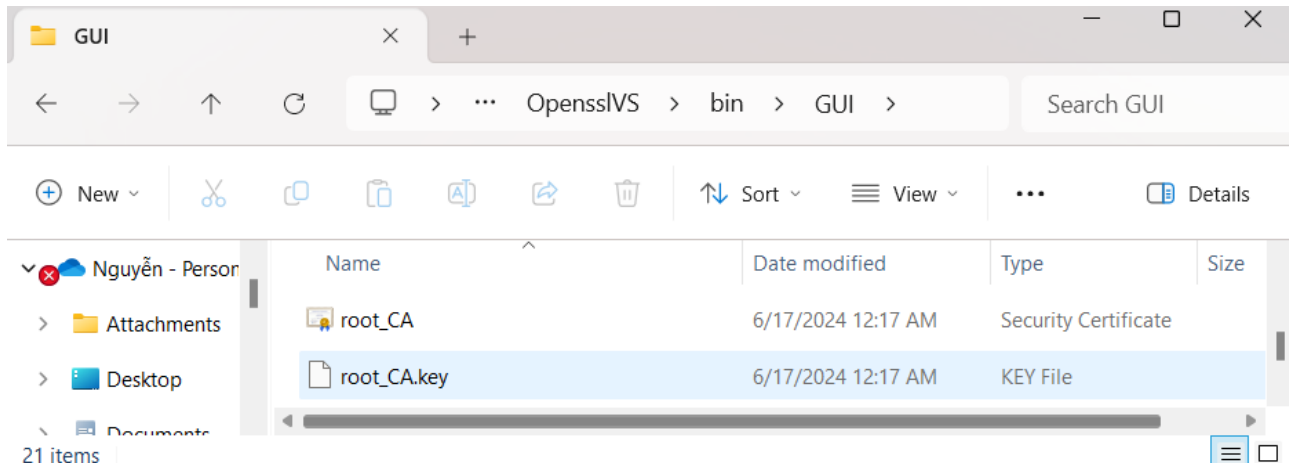 GUI
OpensslVS > bin > GUI >
Search GUI
New
Sort
View
Details
Nguyễn - Person
Name
Date modified
Type
Size
Attachments
root_CA
6/17/2024 12:17 AM
Security Certificate
Desktop
root_CA.key
6/17/2024 12:17 AM
KEY File
Documents
21 items